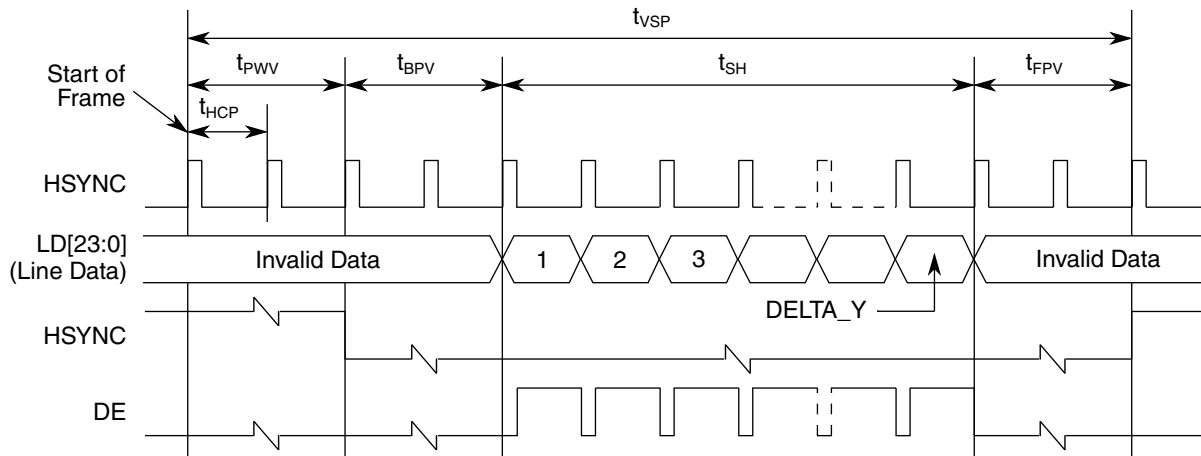 tVSP
tPWV tBPV tSH tFPV
Start of
Frame
tHCP
HSYNC
LD[23:0]
(Line Data)
Invalid Data 1 2 3 Invalid Data
DELTA_Y
HSYNC
DE